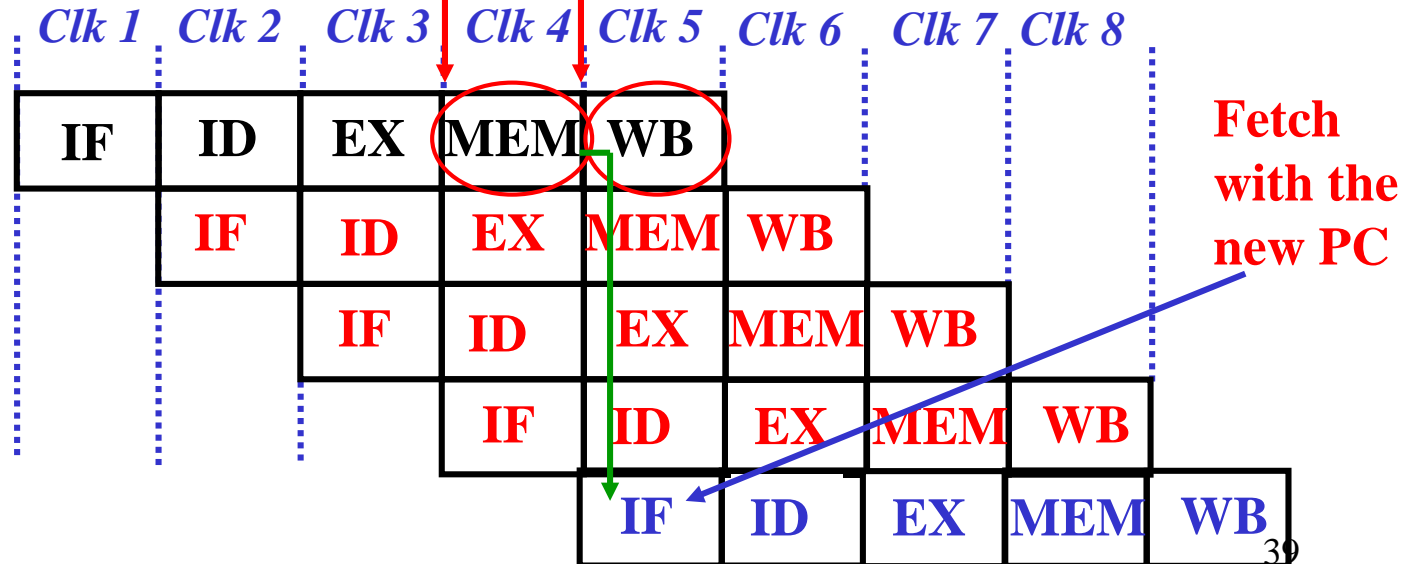 Clk 1 Clk 2 Clk 3 Clk 4 Clk 5 Clk 6 Clk 7 Clk 8
IF ID EX MEM WB
IF ID EX MEM WB
IF ID EX MEM WB
IF ID EX MEM WB
IF ID EX MEM WB
Fetch
with the
new PC
39